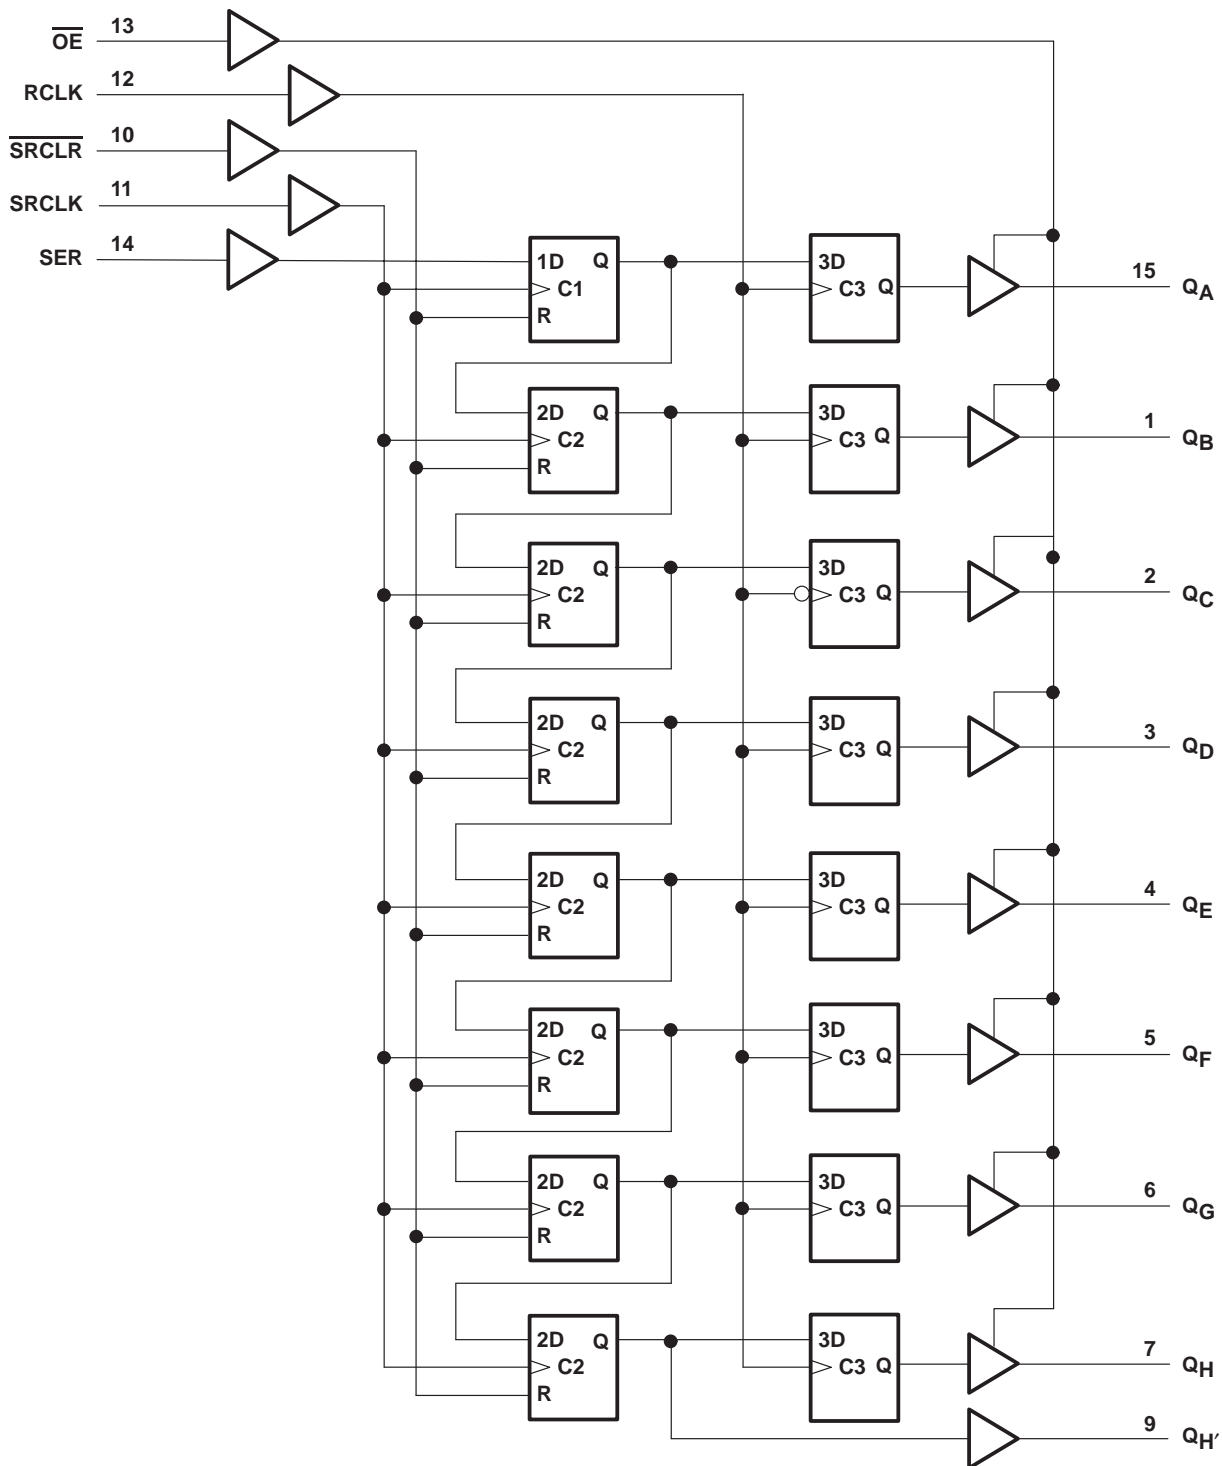 OE 13
RCLK 12
SRCLR 10
SRCLK 11
SER 14
1D Q 3D
C1 C3 Q 15 QA
R
2D Q 3D
C2 C3 Q 1 QB
R
2D Q 3D
C2 C3 Q 2 QC
R
2D Q 3D
C2 C3 Q 3 QD
R
2D Q 3D
C2 C3 Q 4 QE
R
2D Q 3D
C2 C3 Q 5 QF
R
2D Q 3D
C2 C3 Q 6 QG
R
2D Q 3D
C2 C3 Q 7 QH
R
9 QH′